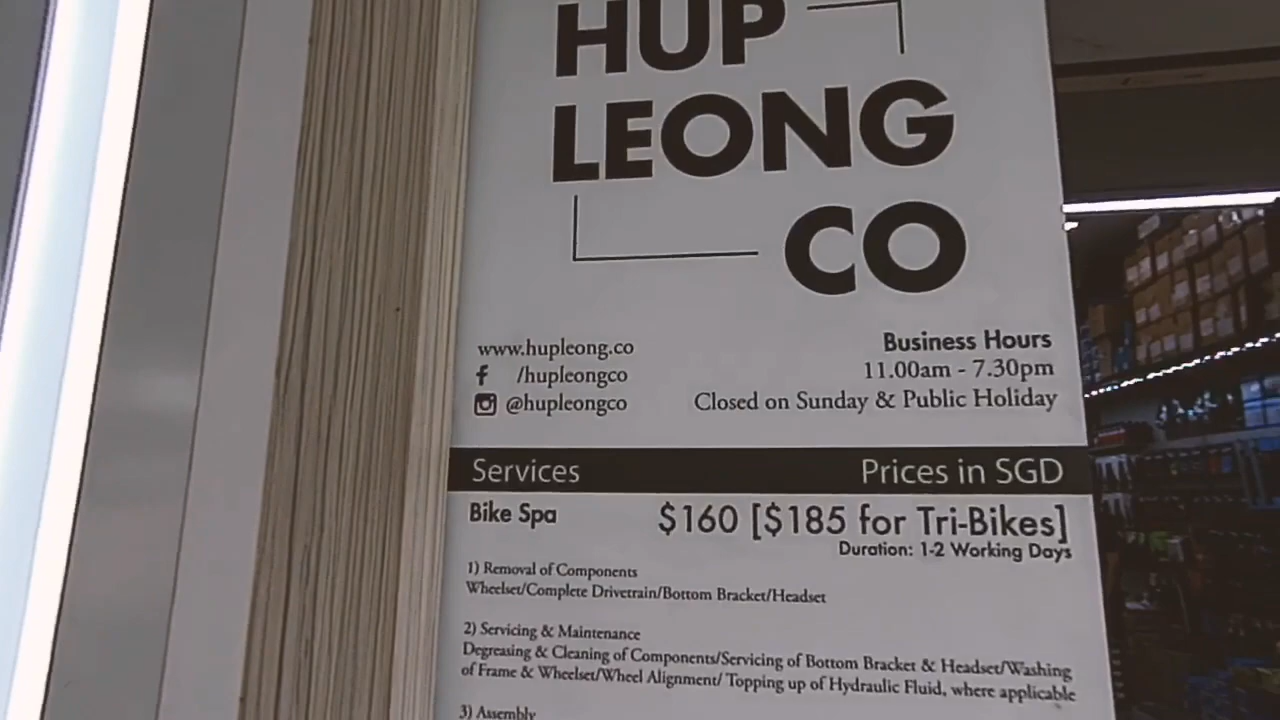 HUP
LEONG
CO
www.hupleong.co
/hupleongco
@hupleongco
Business Hours
11.00am - 7.30pm
Closed on Sunday & Public Holiday
Services Prices in SGD
Bike Spa $160 [$185 for Tri-Bikes]
Duration: 1-2 Working Days
1) Removal of Components
Wheelset/Complete Drivetrain/Bottom Bracket/Headset
2) Servicing & Maintenance
Degreasing & Cleaning of Components/Servicing of Bottom Bracket & Headset/Washing
of Frame & Wheelset/Wheel Alignment/ Topping up of Hydraulic Fluid, where applicable
3) Assembly